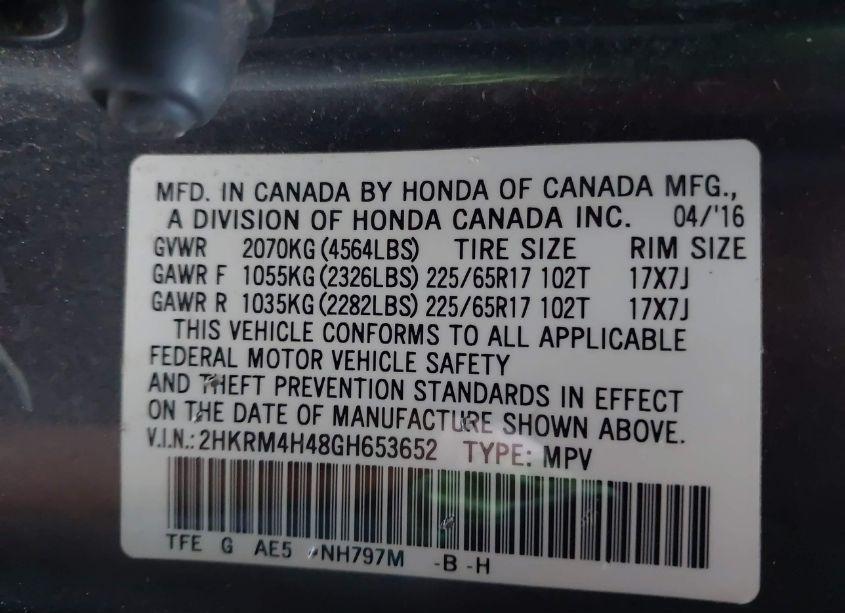 MFD. IN CANADA BY HONDA OF CANADA MFG.,
A DIVISION OF HONDA CANADA INC. 04/'16
GVWR 2070KG(4564LBS) TIRE SIZE RIM SIZE
GAWR F 1055KG(2326LBS) 225/65R17 102T 17X7J
GAWR R 1035KG(2282LBS) 225/65R17 102T 17X7J
THIS VEHICLE CONFORMS TO ALL APPLICABLE
FEDERAL MOTOR VEHICLE SAFETY
AND THEFT PREVENTION STANDARDS IN EFFECT
ON THE DATE OF MANUFACTURE SHOWN ABOVE.
V.I.N.: 2HKRM4H48GH653652 TYPE: MPV
TFE G AE5 NH797M -B -H